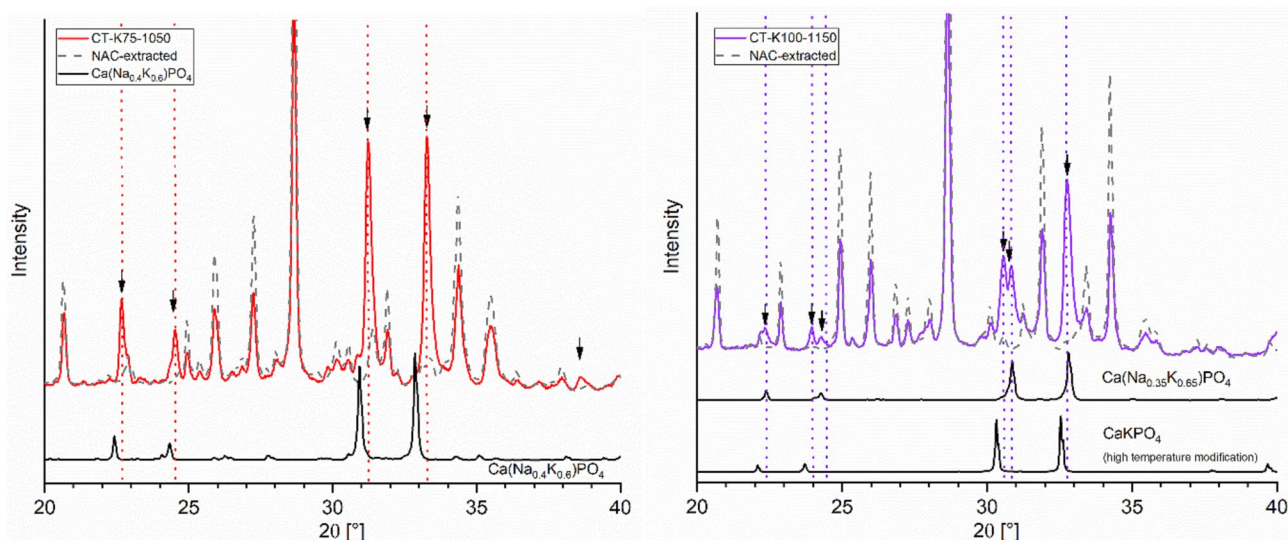 CT-K75-1050
NAC-extracted
Ca(Na0.4K0.6)PO4
Intensity
Ca(Na0.4K0.6)PO4
20 25 30 35 40
2θ [°]
CT-K100-1150
NAC-extracted
Intensity
Ca(Na0.35K0.65)PO4
CaKPO4
(high temperature modification)
20 25 30 35 40
2θ [°]